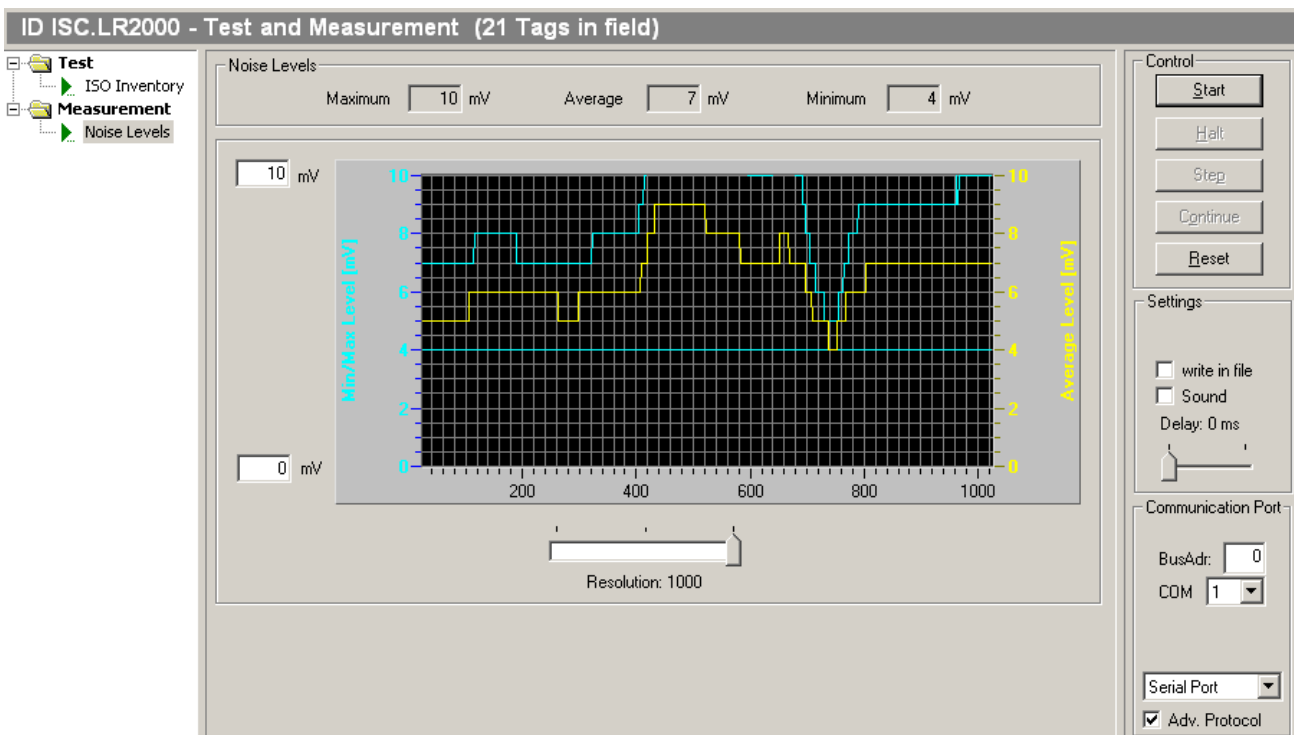 ID ISC.LR2000 - Test and Measurement (21 Tags in field)
Test
ISO Inventory
Measurement
Noise Levels
Noise Levels
Maximum 10 mV Average 7 mV Minimum 4 mV
10 mV
0 mV
Min/Max Level [mV]
10
8
6
4
2
0
Average Level [mV]
10
8
6
4
2
0
200 400 600 800 1000
Resolution: 1000
Control
Start
Halt
Step
Continue
Reset
Settings
write in file
Sound
Delay: 0 ms
Communication Port
BusAdr: 0
COM 1
Serial Port
Adv. Protocol